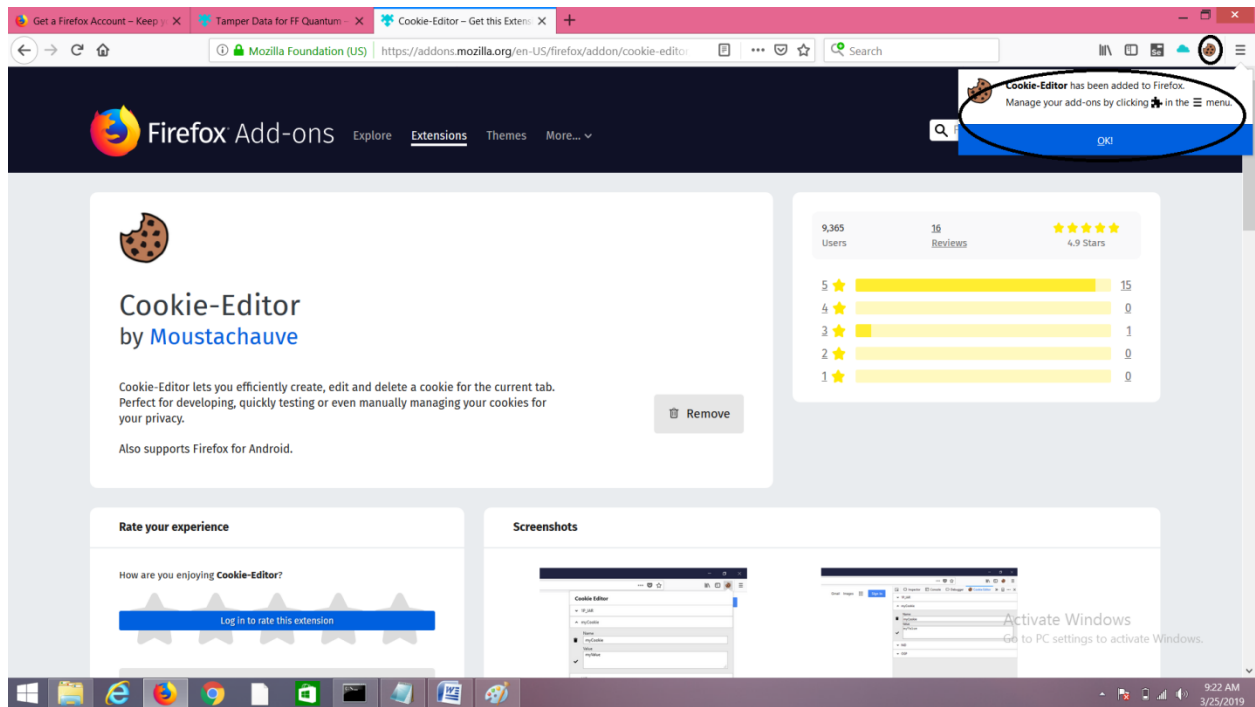 Get a Firefox Account – Keep y
Tamper Data for FF Quantum –
Cookie-Editor – Get this Extens
Mozilla Foundation (US)
https://addons.mozilla.org/en-US/firefox/addon/cookie-editor
Search
Cookie-Editor has been added to Firefox.
Manage your add-ons by clicking in the menu.
OK!
Firefox Add-ons
Explore
Extensions
Themes
More...
Cookie-Editor
by Moustachauve
Cookie-Editor lets you efficiently create, edit and delete a cookie for the current tab.
Perfect for developing, quickly testing or even manually managing your cookies for
your privacy.
Also supports Firefox for Android.
Remove
9,365
Users
16
Reviews
4.9 Stars
5 15
4 0
3 1
2 0
1 0
Rate your experience
How are you enjoying Cookie-Editor?
Log in to rate this extension
Screenshots
Cookie Editor
myCookie
Name
myCookie
Value
myValue
Activate Windows
Go to PC settings to activate Windows.
9:22 AM
3/25/2019